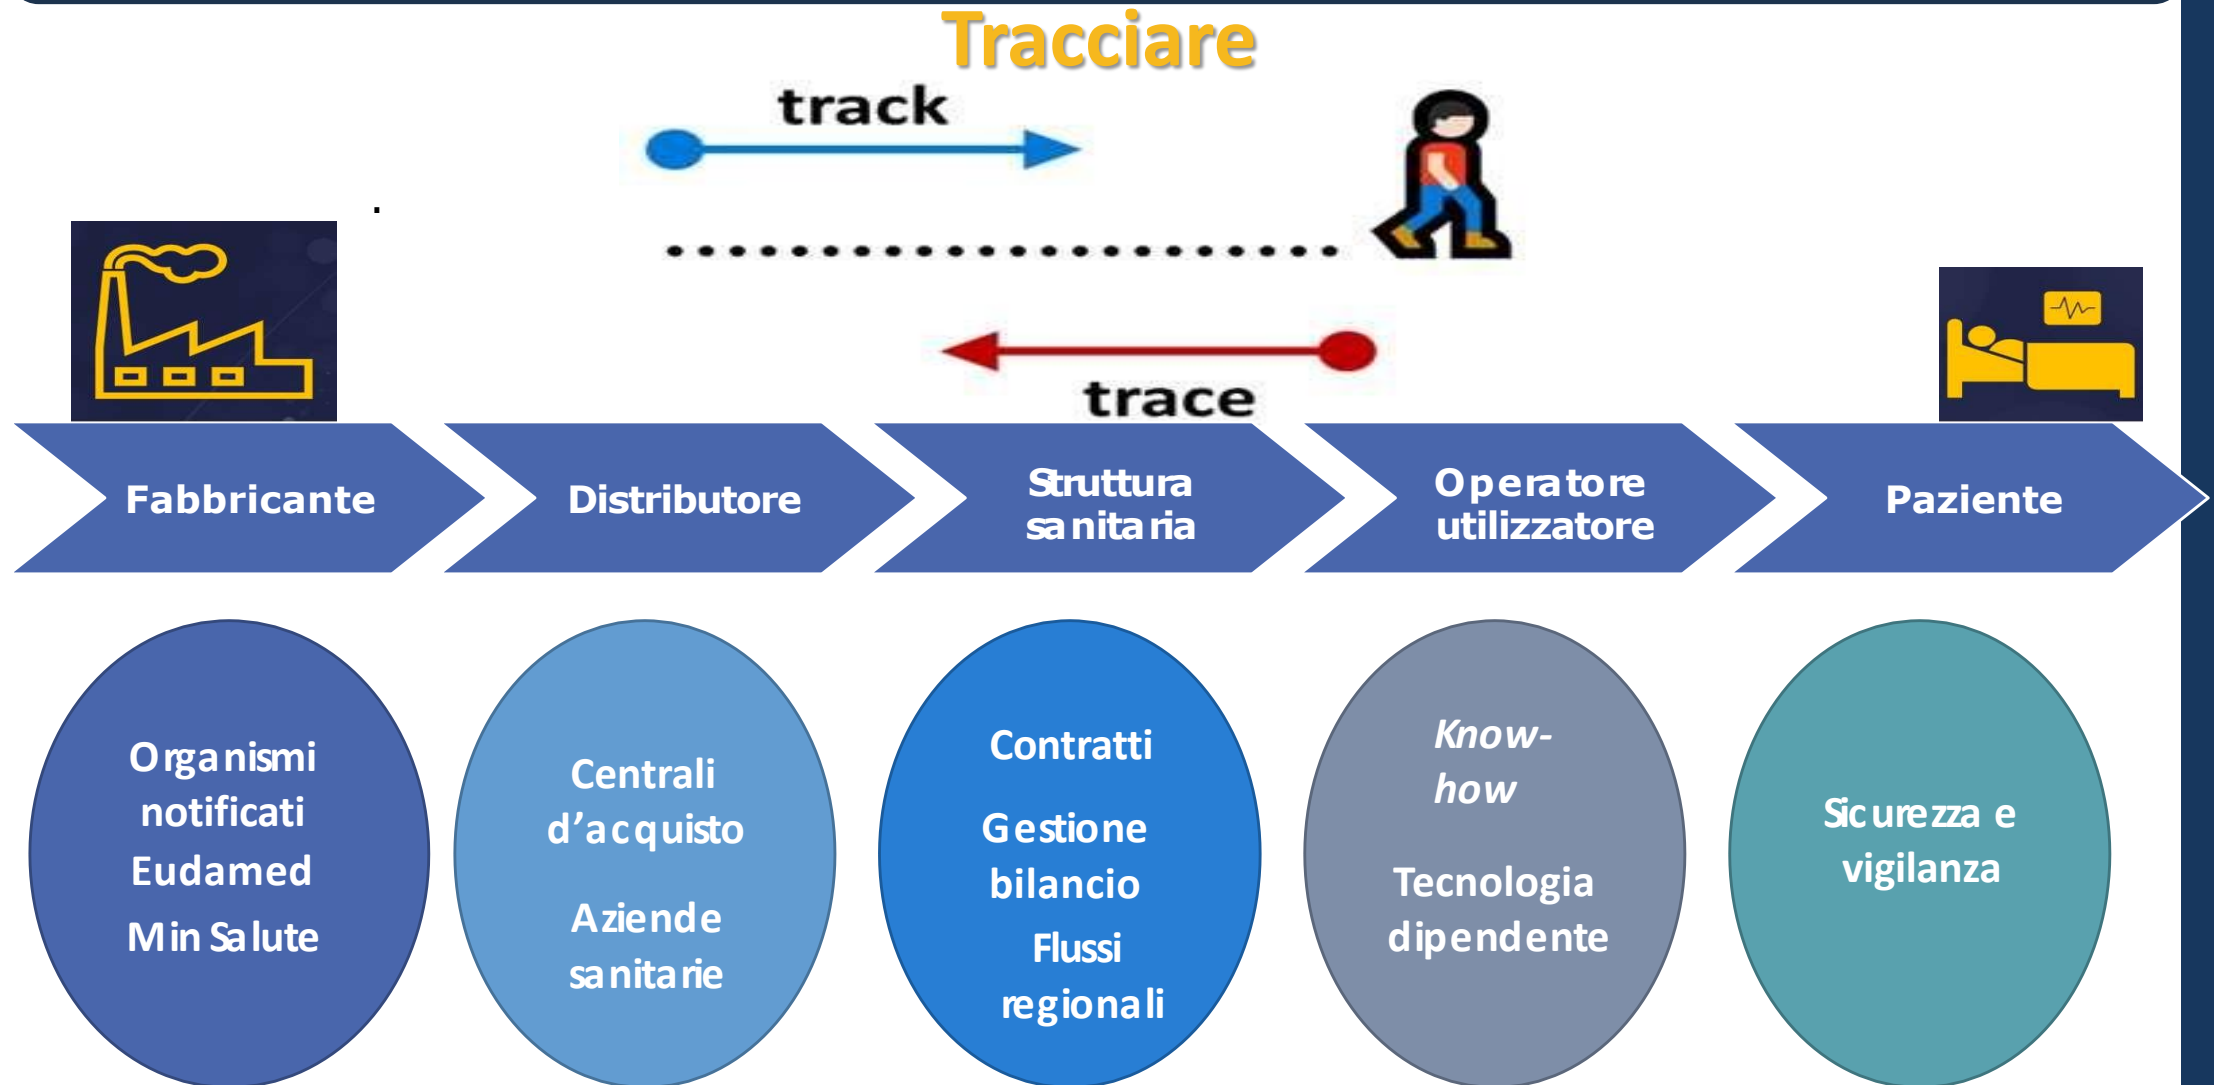 Tracciare
track
.
trace
Fabbricante
Distributore
Struttura
sanitaria
Operatore
utilizzatore
Paziente
Organismi
notificati
Eudamed
Min Salute
Centrali
d’acquisto
Aziende
sanitarie
Contratti
Gestione
bilancio
Flussi
regionali
Know-
how
Tecnologia
dipendente
Sicurezza e
vigilanza